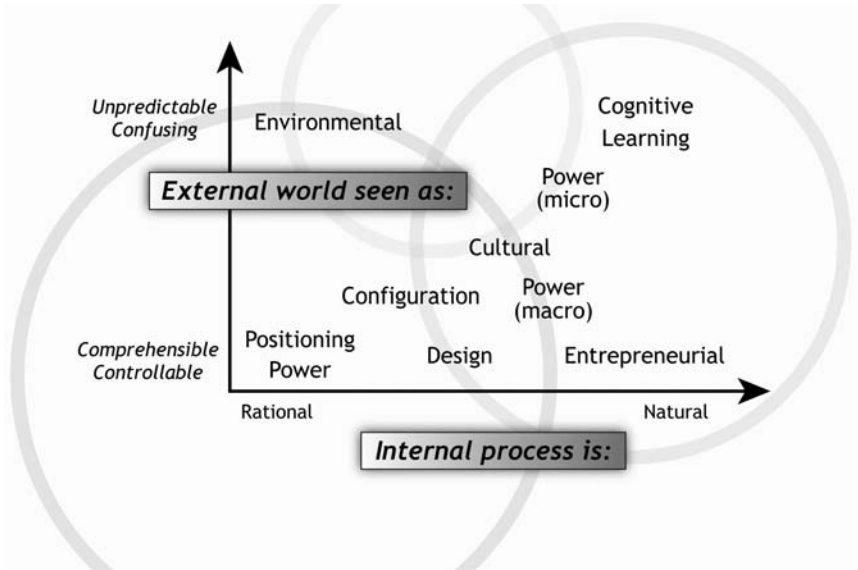 Unpredictable
Confusing
Environmental
Cognitive
Learning
External world seen as:
Power
(micro)
Cultural
Configuration
Power
(macro)
Comprehensible
Controllable
Positioning
Power
Design
Entrepreneurial
Rational
Natural
Internal process is: